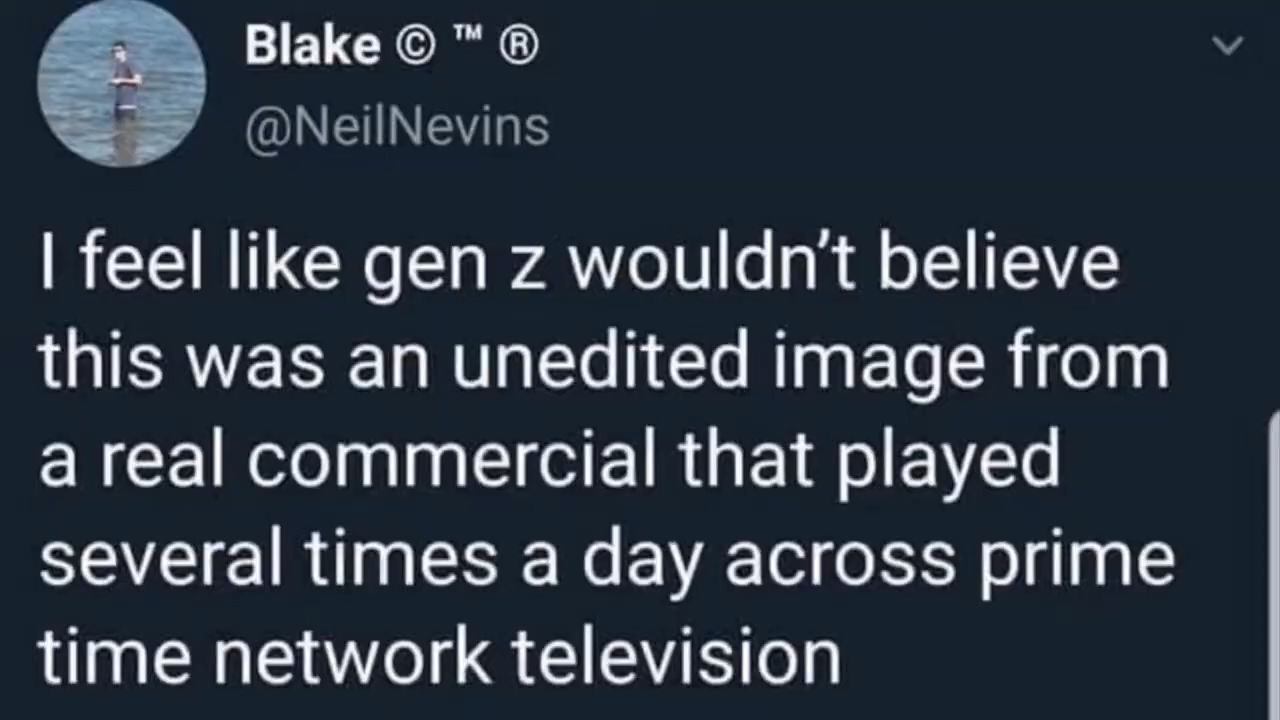 Blake © ™ ®
@NeilNevins
I feel like gen z wouldn’t believe
this was an unedited image from
a real commercial that played
several times a day across prime
time network television